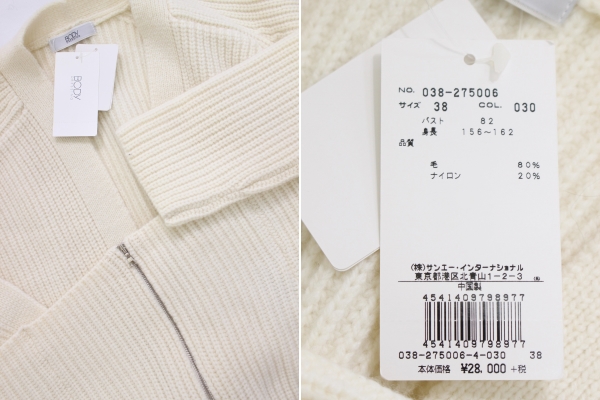 BODY
BODY
NO. 038-275006
サイズ 38 COL. 030
バスト 82
身長 156〜162
品質
毛 80%
ナイロン 20%
(株)サンエー・インターナショナル
東京都港区北青山1-2-3
中国製
4541409798977
4541409798977
038-275006-4-030 38
本体価格 ¥28,000 +税